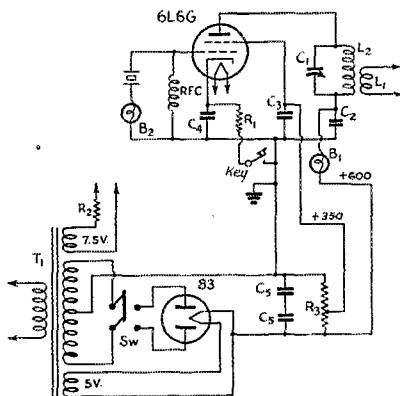 6L6G
C1
L2
L1
RFC
C3
C4
R1
C2
B2
B1
Key
+600
R2
+350
7.5V.
T1
83
C5
R3
Sw
C5
5V.